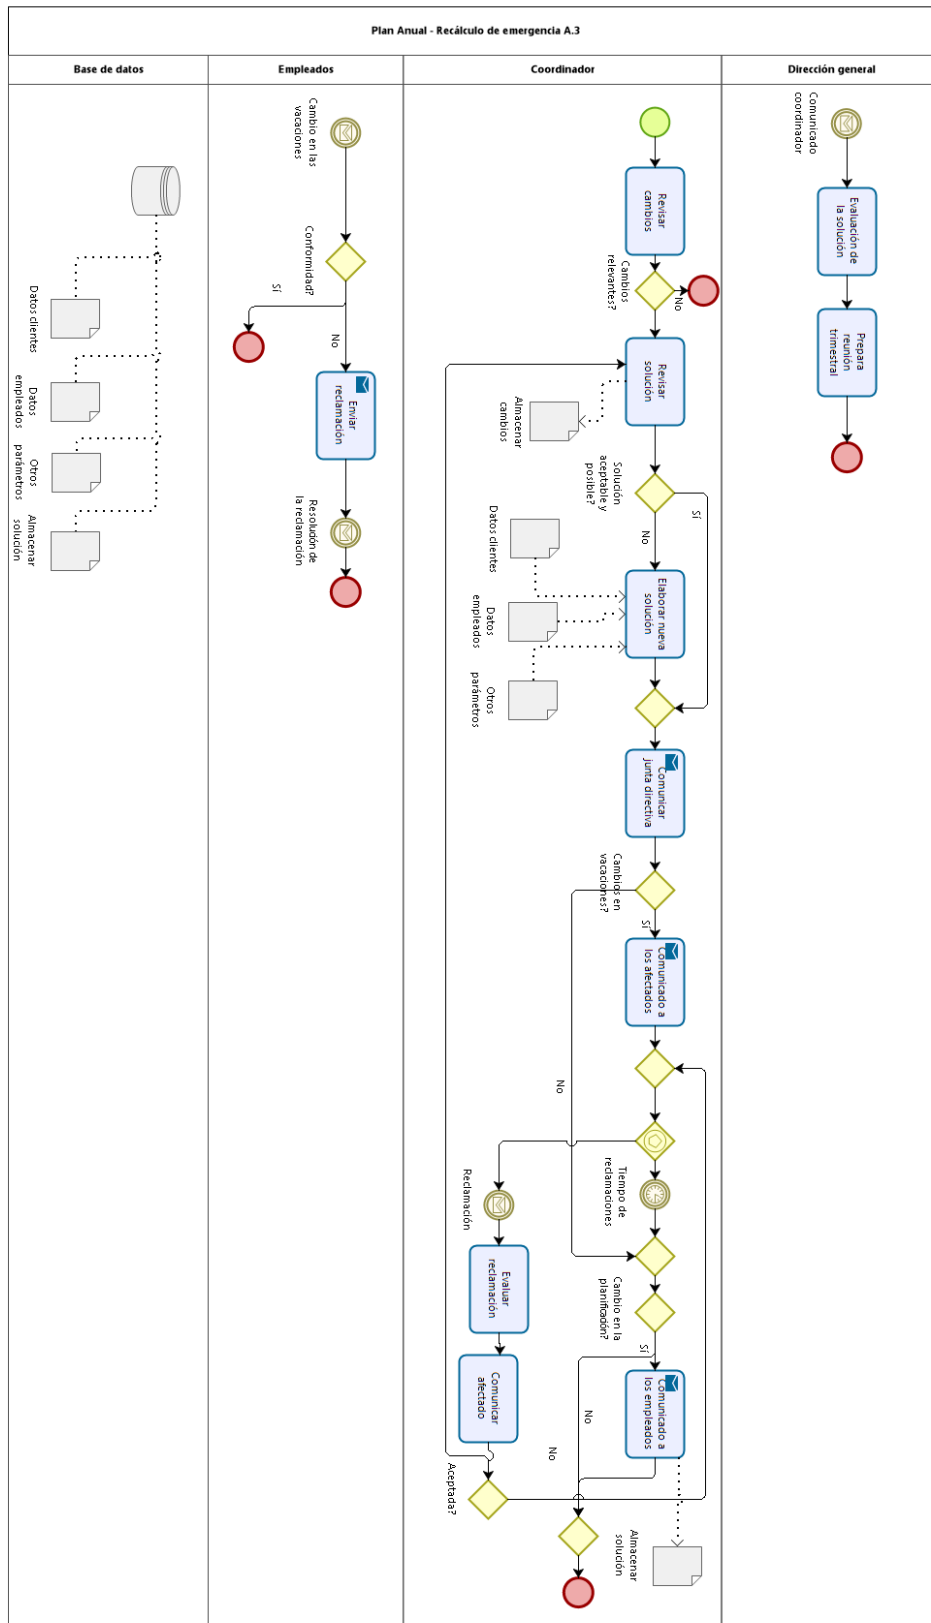 Plan Anual - Recálculo de emergencia A.3
Base de datos
Empleados
Coordinador
Dirección general
Comunicado
coordinador
Evaluación de
la solución
Prepara
reunión
trimestral
Revisar
cambios
Cambios
relevantes?
No
Revisar
solución
Almacenar
cambios
Solución
aceptable y
posible?
Sí
No
Datos clientes
Elaborar nueva
solución
Datos
empleados
Otros
parámetros
Comunicar
junta directiva
Cambios en
vacaciones?
Sí
No
Comunicado a
los afectados
Tiempo de
reclamaciones
Reclamación
Evaluar
reclamación
Comunicar
afectado
Aceptada?
No
Cambio en la
planificación?
Sí
No
Comunicado a
los empleados
Almacenar
solución
Cambio en las
vacaciones
Conformidad?
Sí
No
Enviar
reclamación
Resolución de
la reclamación
Datos clientes
Datos
empleados
Otros
parámetros
Almacenar
solución